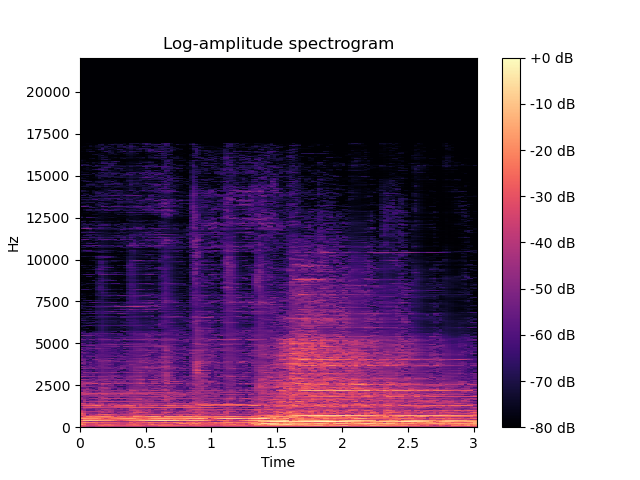 Log-amplitude spectrogram
Hz
20000
17500
15000
12500
10000
7500
5000
2500
0
0 0.5 1 1.5 2 2.5 3
Time
+0 dB
-10 dB
-20 dB
-30 dB
-40 dB
-50 dB
-60 dB
-70 dB
-80 dB